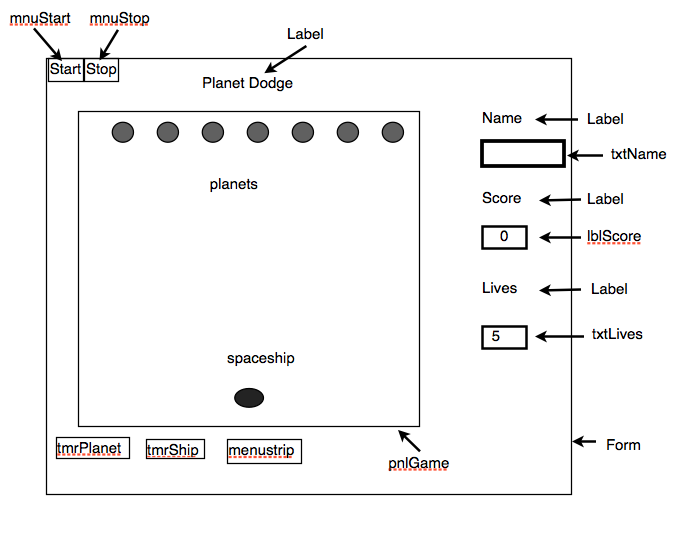 mnuStart mnuStop
Label
Start Stop
Planet Dodge
Name Label
txtName
planets
Score Label
0 lblScore
Lives Label
5 txtLives
spaceship
tmrPlanet tmrShip menustrip
pnlGame
Form